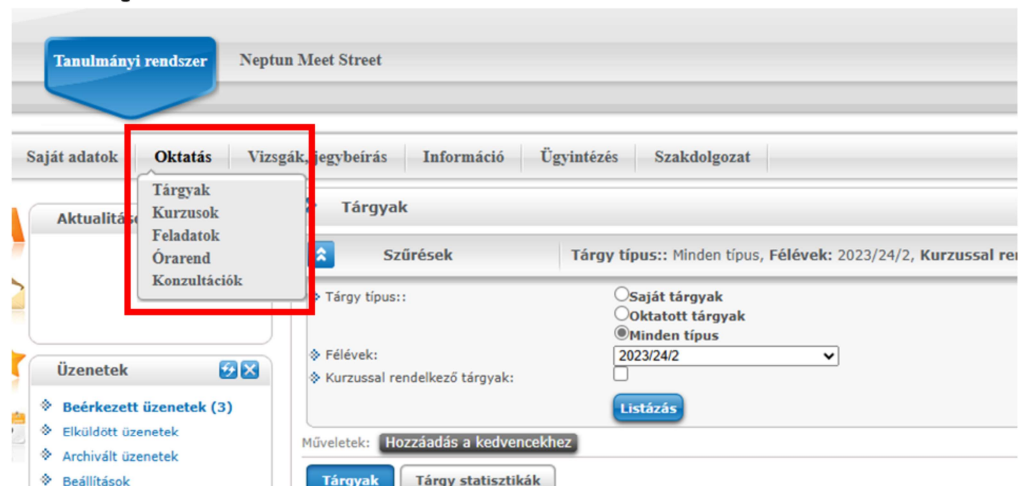 Tanulmányi rendszer
Neptun Meet Street
Saját adatok Oktatás Vizsgák, jegybeírás Információ Ügyintézés Szakdolgozat
Tárgyak
Kurzusok
Feladatok
Órarend
Konzultációk
Tárgyak
Szűrések Tárgy típus:: Minden típus, Félévek: 2023/24/2, Kurzussal
Tárgy típus::
Saját tárgyak
Oktatott tárgyak
Minden típus
Félévek: 2023/24/2
Kurzussal rendelkező tárgyak:
Listázás
Üzenetek
Beérkezett üzenetek (3)
Elküldött üzenetek
Archivált üzenetek
Beállítások
Műveletek: Hozzáadás a kedvencekhez
Tárgyak Tárgy statisztikák